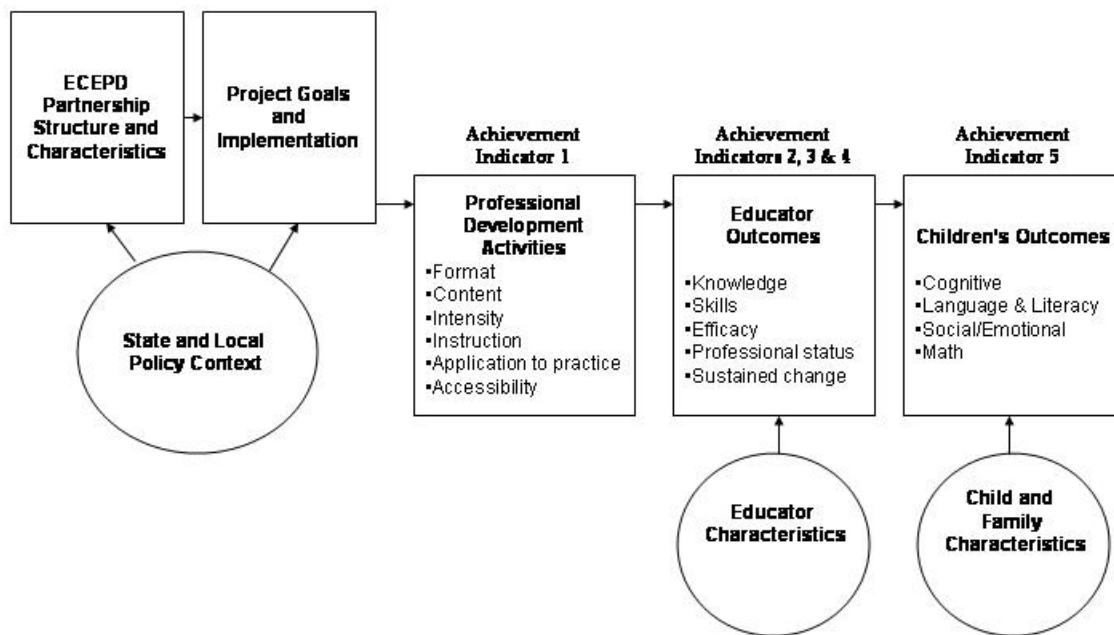 ECEPD
Partnership
Structure and
Characteristics
Project Goals
and
Implementation
State and Local
Policy Context
Achievement
Indicator 1
Professional
Development
Activities
▪Format
▪Content
▪Intensity
▪Instruction
▪Application to practice
▪Accessibility
Achievement
Indicators 2, 3 & 4
Educator
Outcomes
▪Knowledge
▪Skills
▪Efficacy
▪Professional status
▪Sustained change
Achievement
Indicator 5
Children's Outcomes
▪Cognitive
▪Language & Literacy
▪Social/Emotional
▪Math
Educator
Characteristics
Child and
Family
Characteristics